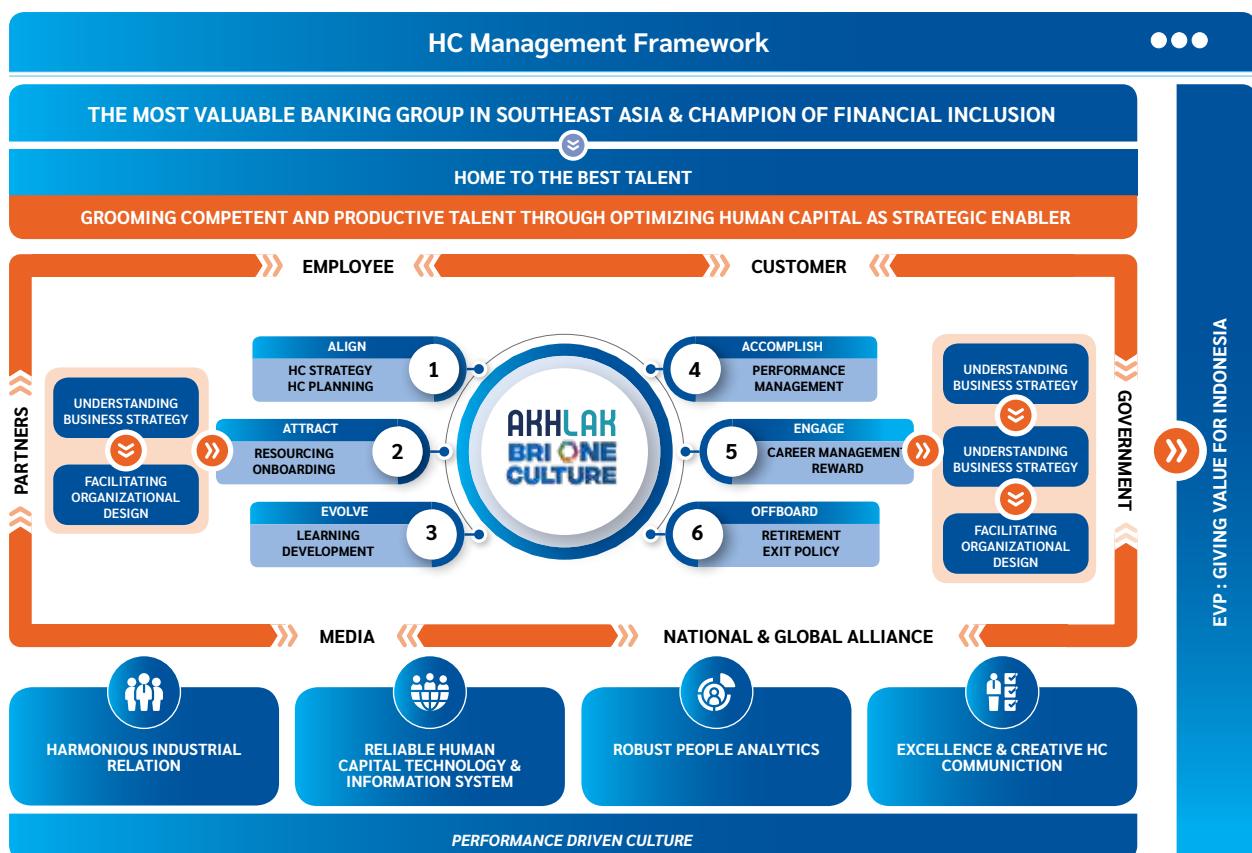 HC Management Framework
THE MOST VALUABLE BANKING GROUP IN SOUTHEAST ASIA & CHAMPION OF FINANCIAL INCLUSION
HOME TO THE BEST TALENT
GROOMING COMPETENT AND PRODUCTIVE TALENT THROUGH OPTIMIZING HUMAN CAPITAL AS STRATEGIC ENABLER
EMPLOYEE
CUSTOMER
PARTNERS
UNDERSTANDING
BUSINESS STRATEGY
FACILITATING
ORGANIZATIONAL
DESIGN
ALIGN
HC STRATEGY
HC PLANNING
1
ATTRACT
RESOURCING
ONBOARDING
2
EVOLVE
LEARNING
DEVELOPMENT
3
AKHLAK
BRI ONE
CULTURE
4
ACCOMPLISH
PERFORMANCE
MANAGEMENT
5
ENGAGE
CAREER MANAGEMENT
REWARD
6
OFFBOARD
RETIREMENT
EXIT POLICY
UNDERSTANDING
BUSINESS STRATEGY
UNDERSTANDING
BUSINESS STRATEGY
FACILITATING
ORGANIZATIONAL
DESIGN
GOVERNMENT
EVP : GIVING VALUE FOR INDONESIA
MEDIA
NATIONAL & GLOBAL ALLIANCE
HARMONIOUS INDUSTRIAL
RELATION
RELIABLE HUMAN
CAPITAL TECHNOLOGY &
INFORMATION SYSTEM
ROBUST PEOPLE ANALYTICS
EXCELLENCE & CREATIVE HC
COMMUNICTION
PERFORMANCE DRIVEN CULTURE